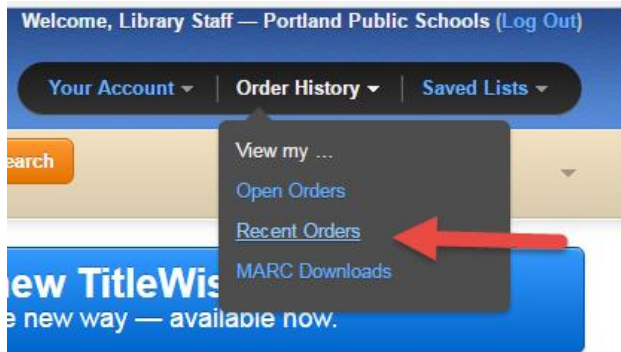 Welcome, Library Staff — Portland Public Schools (Log Out)
Your Account Order History Saved Lists
View my ...
earch
Open Orders
Recent Orders
MARC Downloads
ew TitleWis
new way — available now.